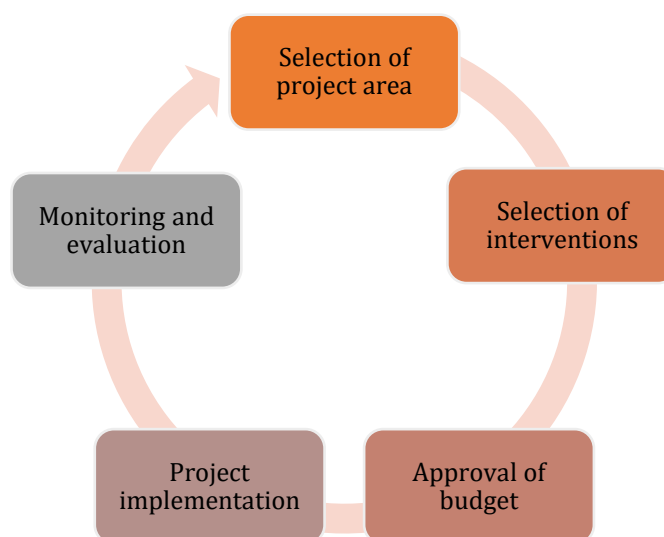 Selection of
project area
Selection of
interventions
Approval of
budget
Project
implementation
Monitoring and
evaluation